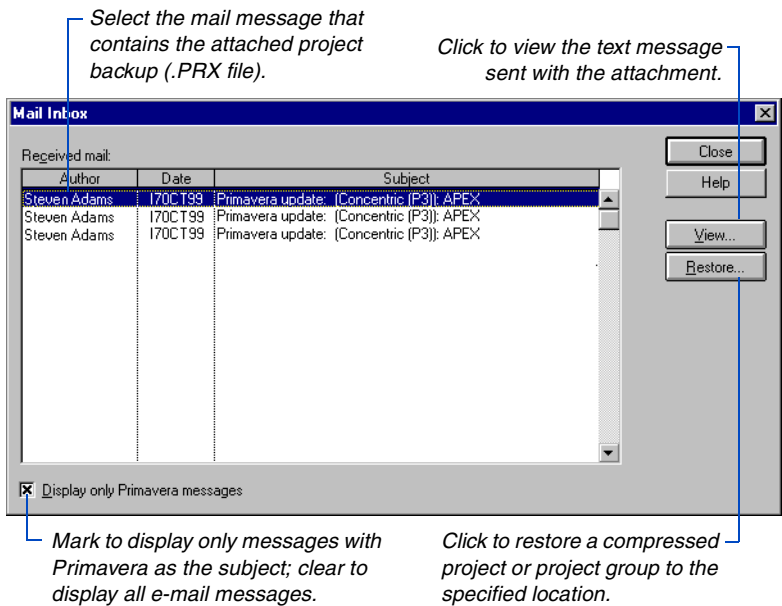 Select the mail message that
contains the attached project
backup (.PRX file).
Click to view the text message
sent with the attachment.
Mail Inbox
Received mail:
Close
Author Date Subject
Help
Steven Adams 17OCT99 Primavera update: (Concentric (P3)): APEX
Steven Adams 17OCT99 Primavera update: (Concentric (P3)): APEX
Steven Adams 17OCT99 Primavera update: (Concentric (P3)): APEX
View...
Restore...
Display only Primavera messages
Mark to display only messages with
Primavera as the subject; clear to
display all e-mail messages.
Click to restore a compressed
project or project group to the
specified location.